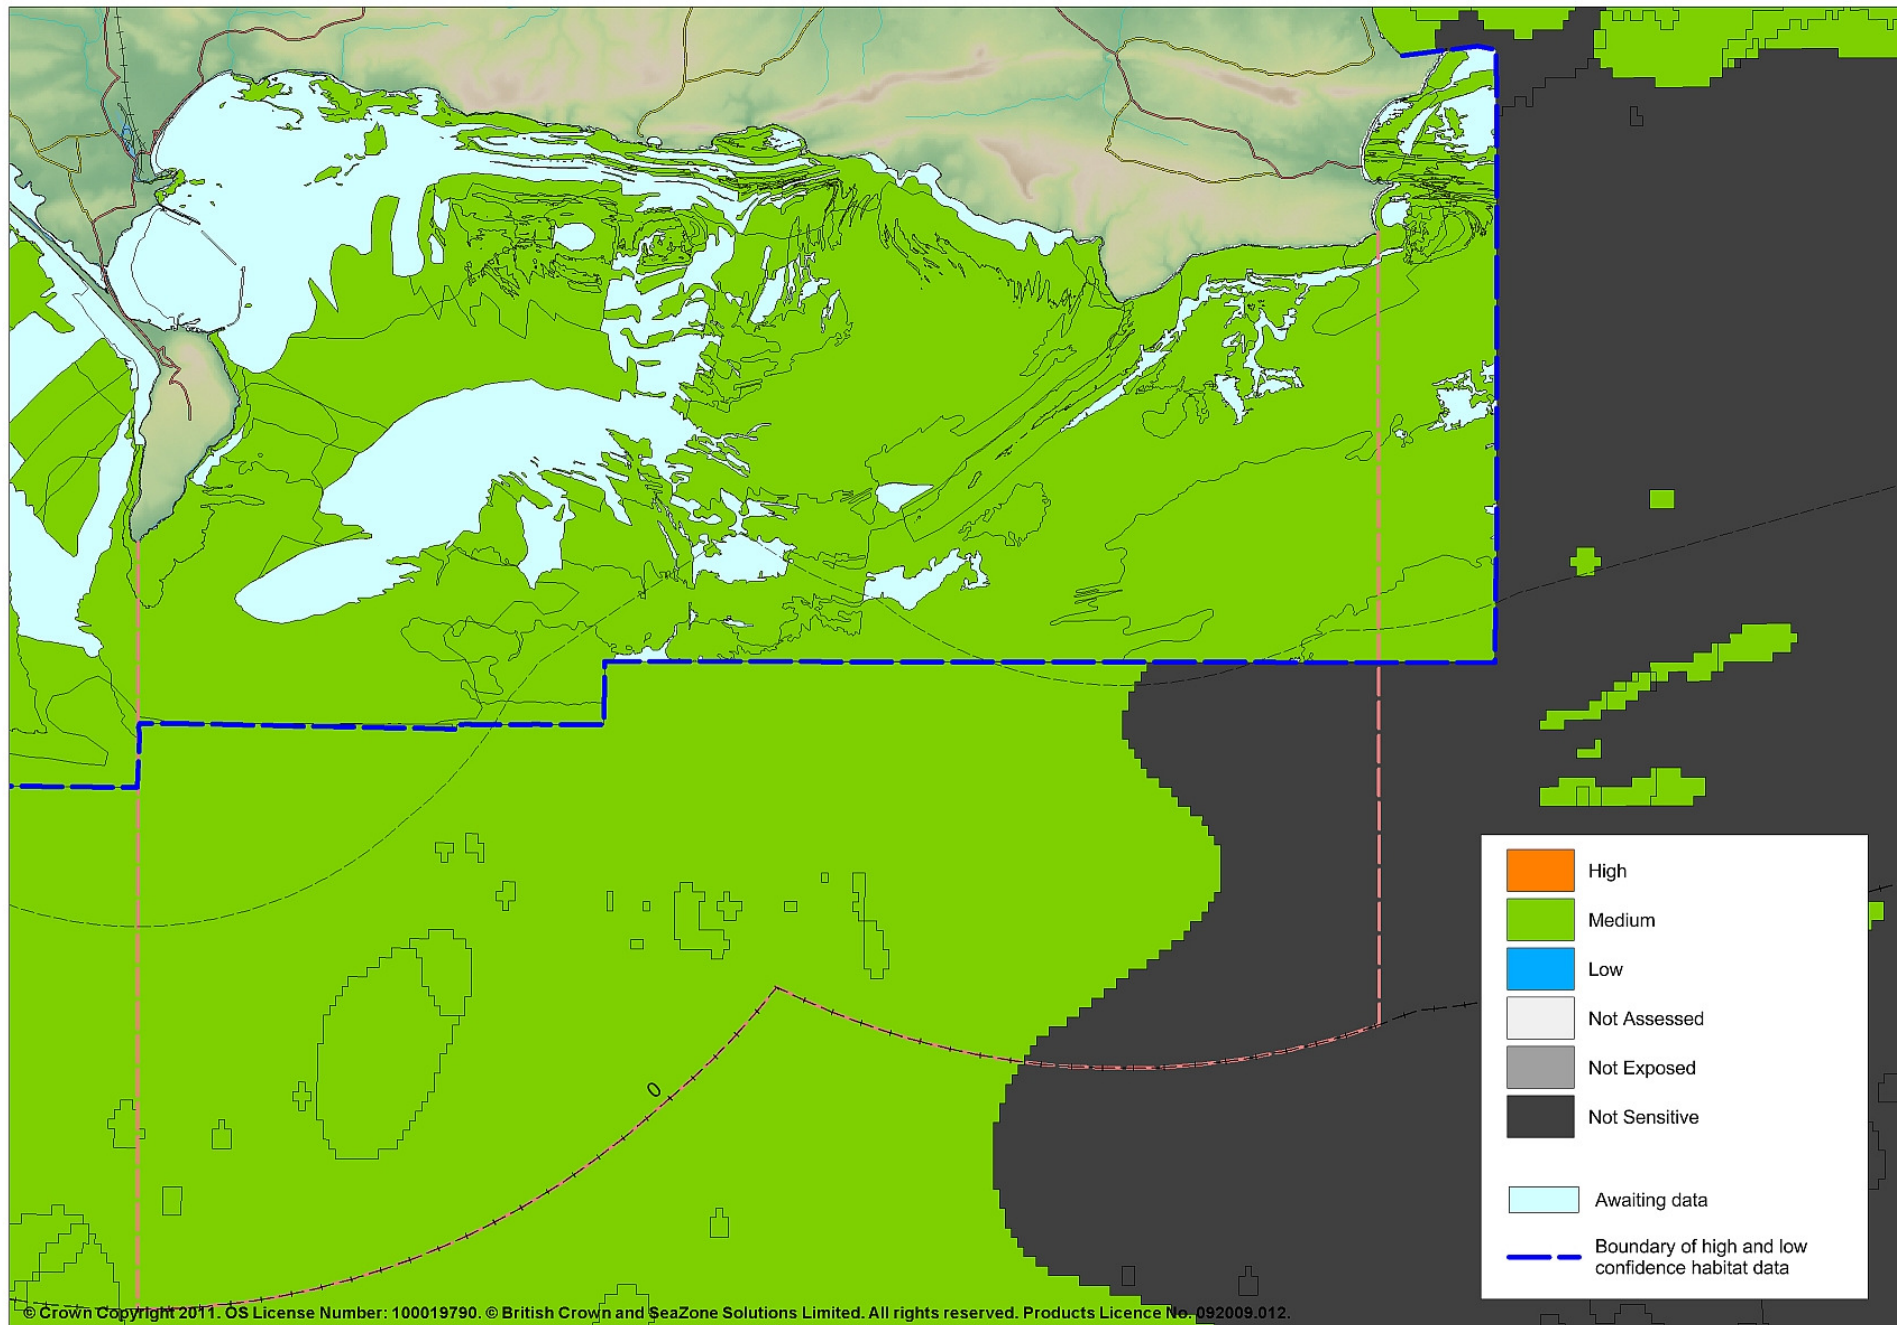 High
Medium
Low
Not Assessed
Not Exposed
Not Sensitive
Awaiting data
Boundary of high and low
confidence habitat data
0
© Crown Copyright 2011. OS License Number: 100019790. © British Crown and SeaZone Solutions Limited. All rights reserved. Products Licence No. 092009.012.